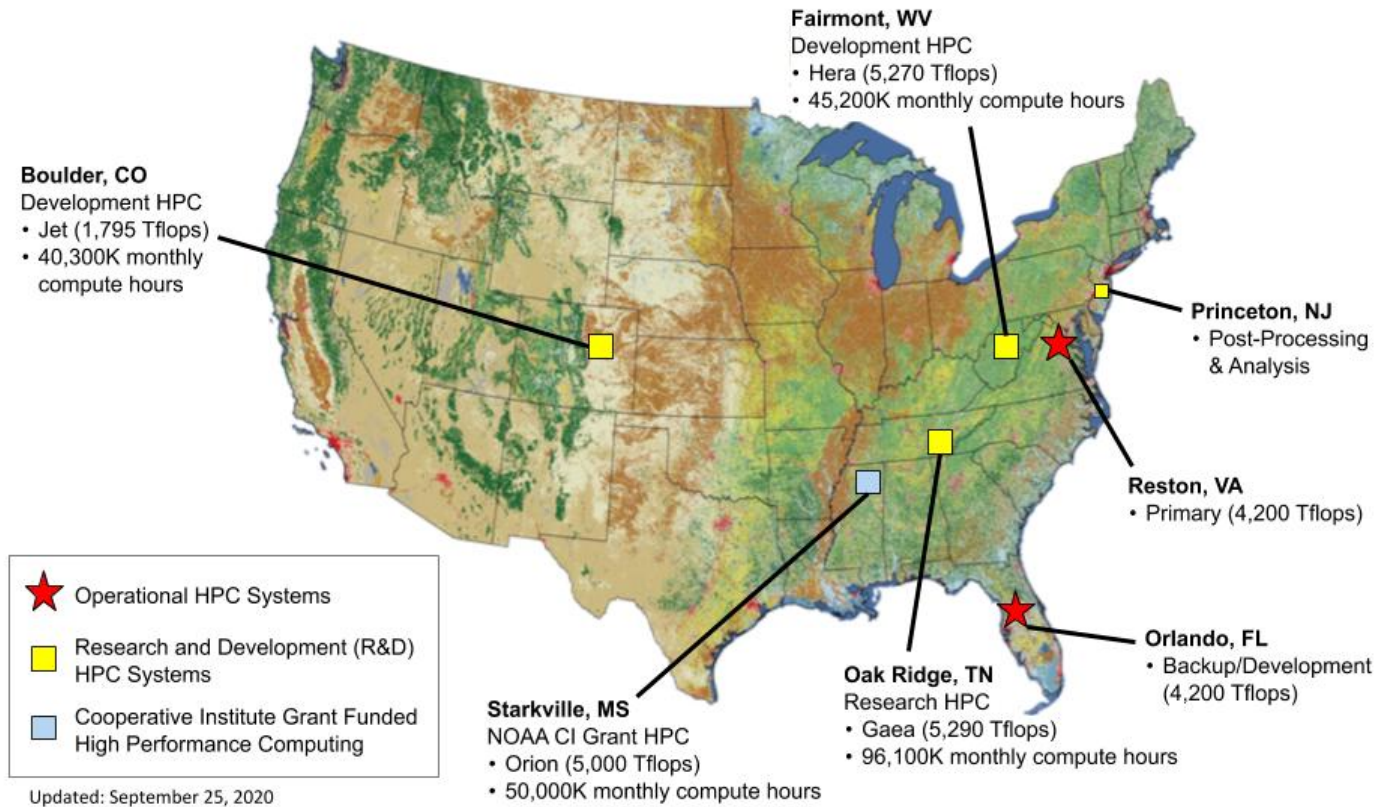 Fairmont, WV
Development HPC
• Hera (5,270 Tflops)
• 45,200K monthly compute hours
Boulder, CO
Development HPC
• Jet (1,795 Tflops)
• 40,300K monthly
compute hours
Princeton, NJ
• Post-Processing
& Analysis
Reston, VA
• Primary (4,200 Tflops)
Orlando, FL
• Backup/Development
(4,200 Tflops)
Oak Ridge, TN
Research HPC
• Gaea (5,290 Tflops)
• 96,100K monthly compute hours
Starkville, MS
NOAA CI Grant HPC
• Orion (5,000 Tflops)
• 50,000K monthly compute hours
Operational HPC Systems
Research and Development (R&D)
HPC Systems
Cooperative Institute Grant Funded
High Performance Computing
Updated: September 25, 2020